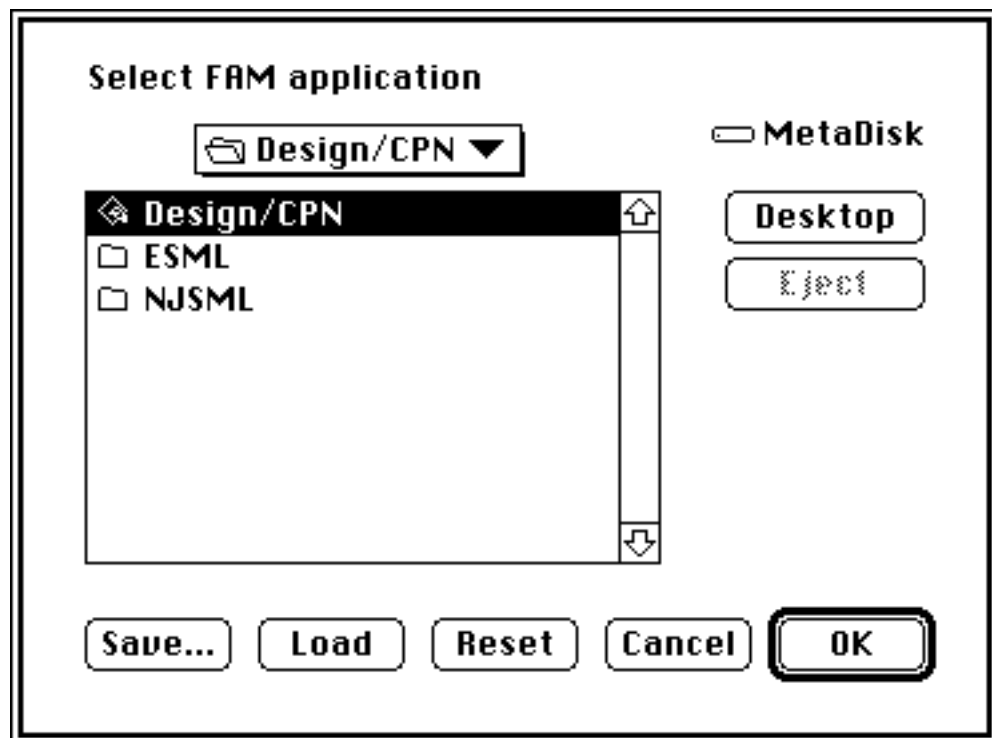 Select FAM application
Design/CPN
MetaDisk
Design/CPN
ESML
NJSML
Desktop
Eject
Save...
Load
Reset
Cancel
OK